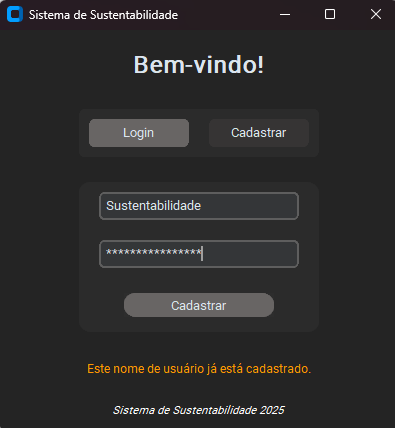 Sistema de Sustentabilidade
Bem-vindo!
Login
Cadastrar
Sustentabilidade
****************
Cadastrar
Este nome de usuário já está cadastrado.
Sistema de Sustentabilidade 2025